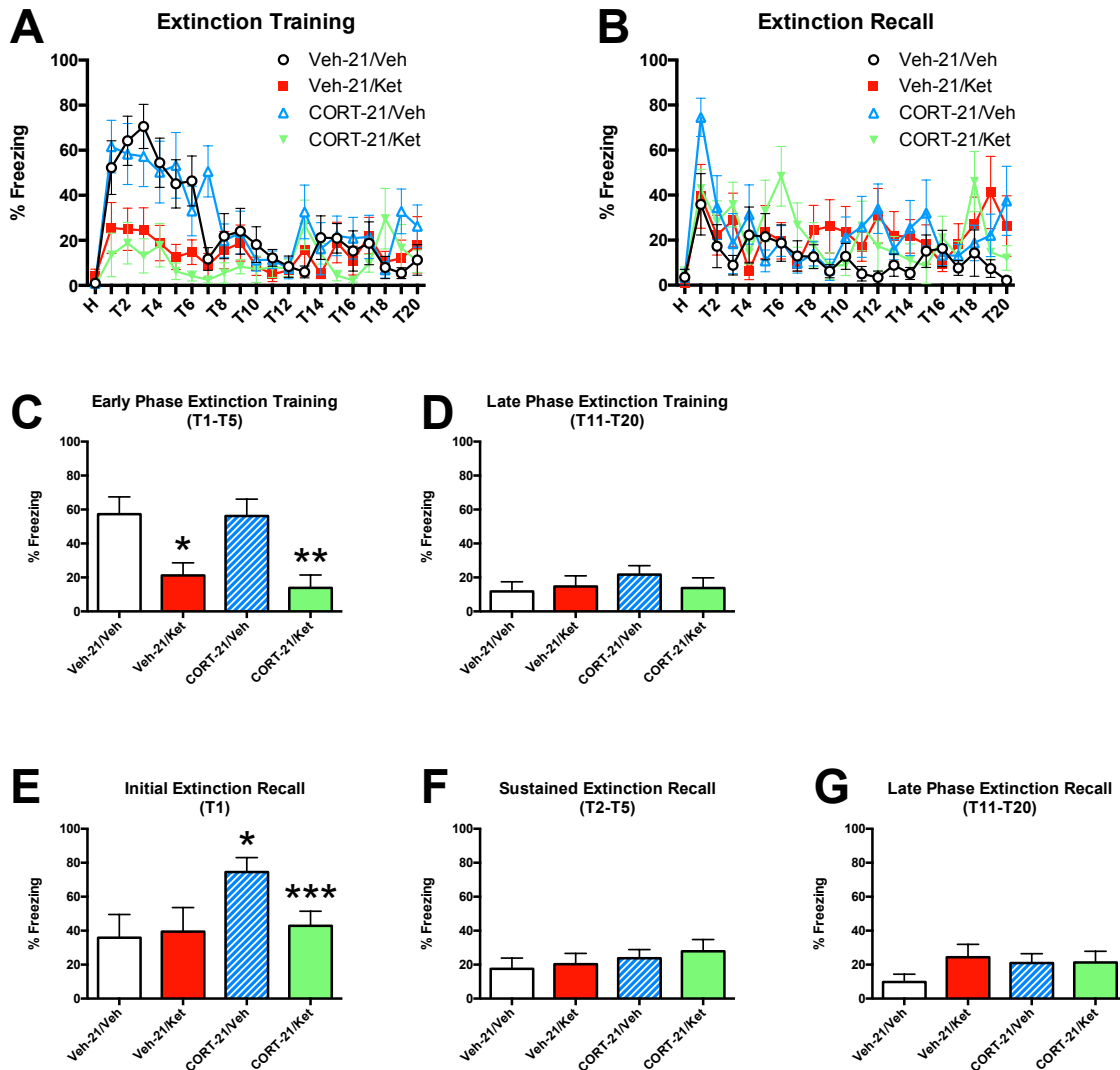 A
Extinction Training
100
80
60
40
20
0
% Freezing
Veh-21/Veh
Veh-21/Ket
CORT-21/Veh
CORT-21/Ket
H
T2
T4
T6
T8
T10
T12
T14
T16
T18
T20
B
Extinction Recall
100
80
60
40
20
0
% Freezing
Veh-21/Veh
Veh-21/Ket
CORT-21/Veh
CORT-21/Ket
H
T2
T4
T6
T8
T10
T12
T14
T16
T18
T20
C
Early Phase Extinction Training
(T1-T5)
100
80
60
40
20
0
% Freezing
*
**
Veh-21/Veh
Veh-21/Ket
CORT-21/Veh
CORT-21/Ket
D
Late Phase Extinction Training
(T11-T20)
100
80
60
40
20
0
% Freezing
Veh-21/Veh
Veh-21/Ket
CORT-21/Veh
CORT-21/Ket
E
Initial Extinction Recall
(T1)
100
80
60
40
20
0
% Freezing
*
***
Veh-21/Veh
Veh-21/Ket
CORT-21/Veh
CORT-21/Ket
F
Sustained Extinction Recall
(T2-T5)
100
80
60
40
20
0
% Freezing
Veh-21/Veh
Veh-21/Ket
CORT-21/Veh
CORT-21/Ket
G
Late Phase Extinction Recall
(T11-T20)
100
80
60
40
20
0
% Freezing
Veh-21/Veh
Veh-21/Ket
CORT-21/Veh
CORT-21/Ket